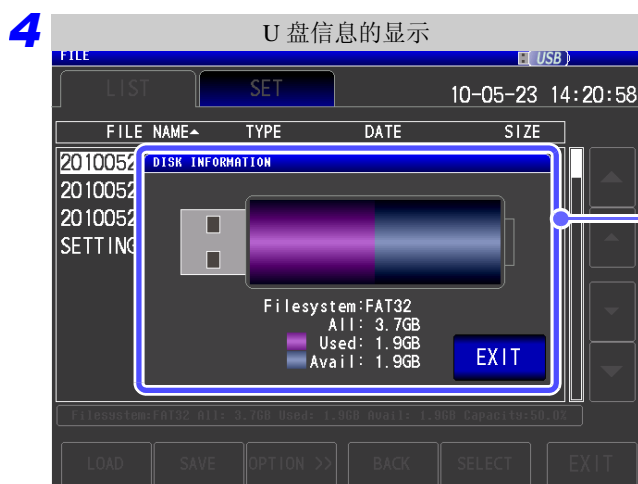 4
U 盘信息的显示
FILE
USB
LIST SET 10-05-23 14:20:58
FILE NAME TYPE DATE SIZE
2010052
2010052
2010052
SETTING
DISK INFORMATION
Filesystem:FAT32
All: 3.7GB
Used: 1.9GB
Avail: 1.9GB
EXIT
Filesystem:FAT32 All: 3.7GB Used: 1.9GB Avail: 1.9GB Capacity:50.0%
LOAD SAVE OPTION >> BACK SELECT EXIT